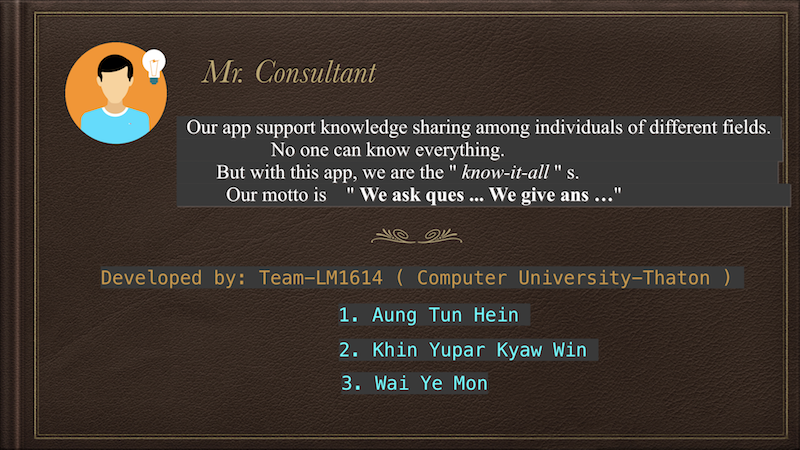 Mr. Consultant
Our app support knowledge sharing among individuals of different fields.
No one can know everything.
But with this app, we are the " know-it-all " s.
Our motto is " We ask ques ... We give ans …"
Developed by: Team-LM1614 ( Computer University-Thaton )
1. Aung Tun Hein
2. Khin Yupar Kyaw Win
3. Wai Ye Mon